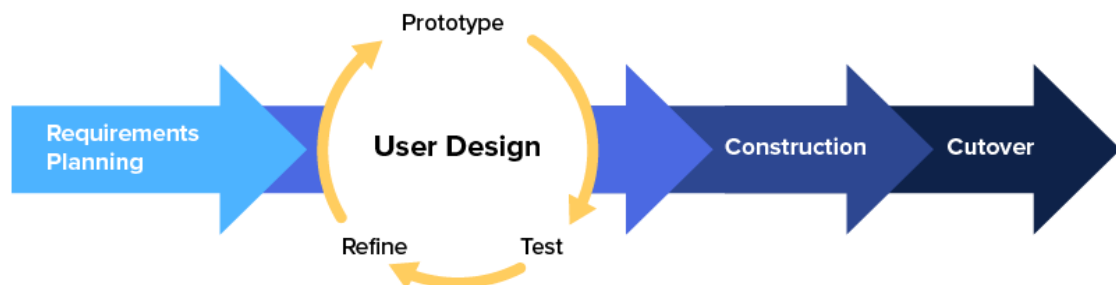 Prototype
Requirements
Planning
User Design
Construction
Cutover
Refine
Test